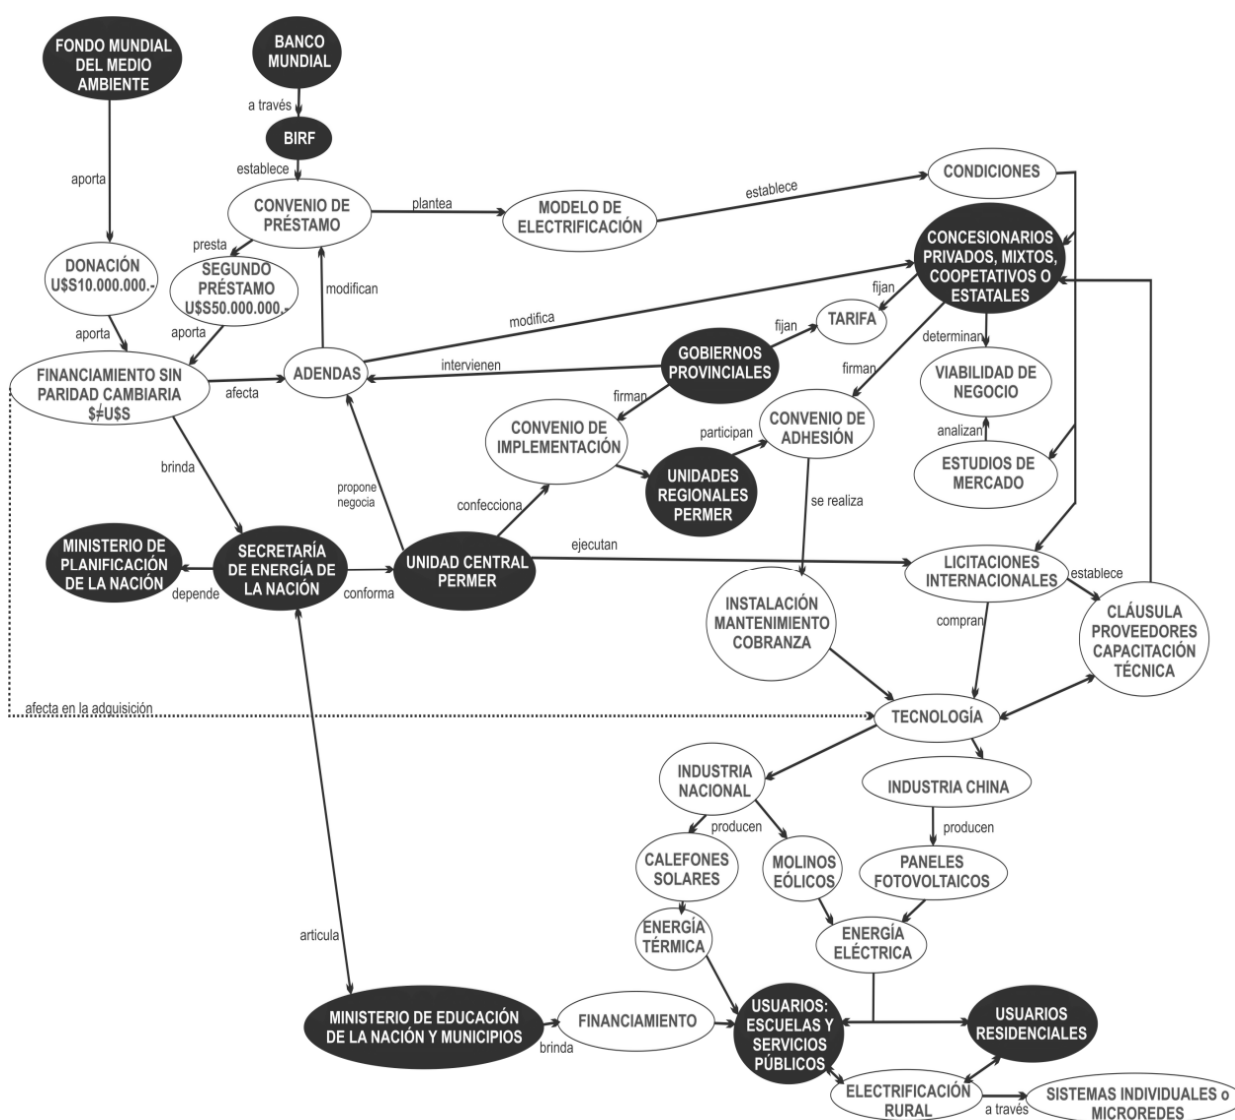 FONDO MUNDIAL
DEL MEDIO
AMBIENTE
BANCO
MUNDIAL
a través
BIRF
establece
aporta
CONVENIO DE
PRÉSTAMO
plantea
MODELO DE
ELECTRIFICACIÓN
establece
CONDICIONES
presta
DONACIÓN
U$S10.000.000.-
SEGUNDO
PRÉSTAMO
U$S50.000.000.-
modifican
CONCESIONARIOS
PRIVADOS, MIXTOS,
COOPETATIVOS O
ESTATALES
aporta
aporta
modifica
fijan
TARIFA
fijan
determinan
FINANCIAMIENTO SIN
PARIDAD CAMBIARIA
$≠U$S
afecta
ADENDAS
intervienen
GOBIERNOS
PROVINCIALES
firman
firman
VIABILIDAD DE
NEGOCIO
analizan
CONVENIO DE
IMPLEMENTACIÓN
participan
CONVENIO DE
ADHESIÓN
ESTUDIOS DE
MERCADO
brinda
propone
negocia
confecciona
UNIDADES
REGIONALES
PERMER
se realiza
MINISTERIO DE
PLANIFICACIÓN
DE LA NACIÓN
depende
SECRETARÍA
DE ENERGÍA DE
LA NACIÓN
conforma
UNIDAD CENTRAL
PERMER
ejecutan
LICITACIONES
INTERNACIONALES
establece
INSTALACIÓN
MANTENIMIENTO
COBRANZA
compran
CLÁUSULA
PROVEEDORES
CAPACITACIÓN
TÉCNICA
afecta en la adquisición
TECNOLOGÍA
INDUSTRIA
NACIONAL
INDUSTRIA CHINA
producen
producen
CALEFONES
SOLARES
MOLINOS
EÓLICOS
PANELES
FOTOVOLTAICOS
ENERGÍA
TÉRMICA
ENERGÍA
ELÉCTRICA
articula
MINISTERIO DE EDUCACIÓN
DE LA NACIÓN Y MUNICIPIOS
brinda
FINANCIAMIENTO
USUARIOS:
ESCUELAS Y
SERVICIOS
PÚBLICOS
USUARIOS
RESIDENCIALES
ELECTRIFICACIÓN
RURAL
a través
SISTEMAS INDIVIDUALES o
MICROREDES